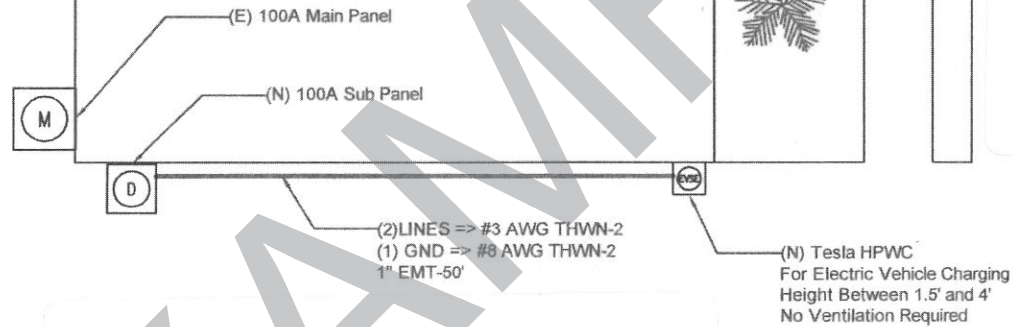 (E) 100A Main Panel
M
(N) 100A Sub Panel
D
EVSE
(2)LINES => #3 AWG THWN-2
(1) GND => #8 AWG THWN-2
1" EMT-50'
(N) Tesla HPWC
For Electric Vehicle Charging
Height Between 1.5' and 4'
No Ventilation Required